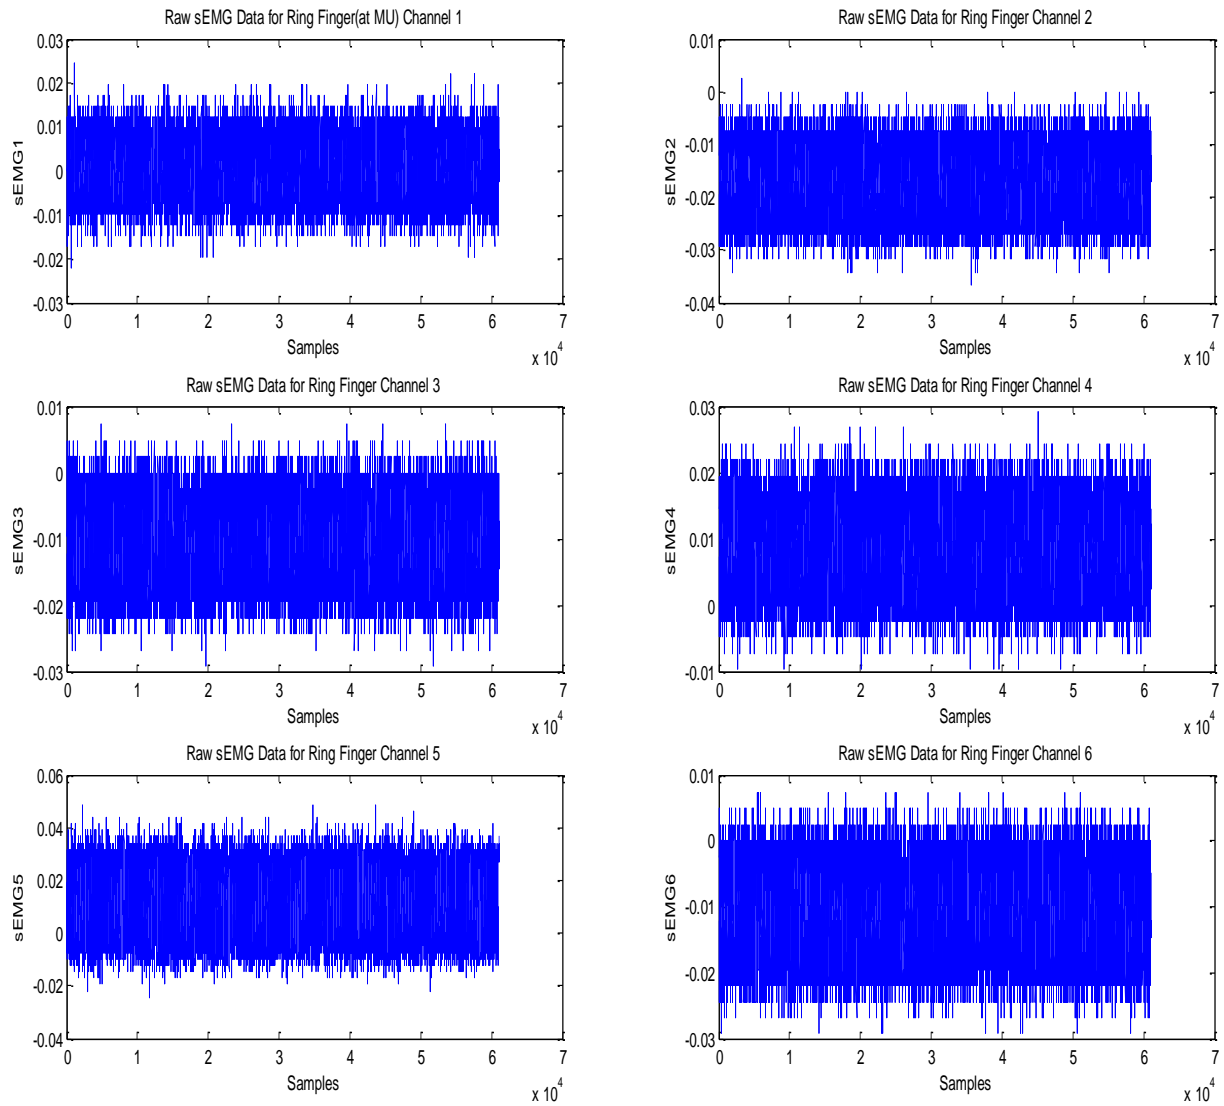 Raw sEMG Data for Ring Finger(at MU) Channel 1
0.03
0.02
0.01
0
-0.01
-0.02
-0.03
sEMG1
0 1 2 3 4 5 6 7
Samples
x 10^4
Raw sEMG Data for Ring Finger Channel 2
0.01
0
-0.01
-0.02
-0.03
-0.04
sEMG2
0 1 2 3 4 5 6 7
Samples
x 10^4
Raw sEMG Data for Ring Finger Channel 3
0.01
0
-0.01
-0.02
-0.03
sEMG3
0 1 2 3 4 5 6 7
Samples
x 10^4
Raw sEMG Data for Ring Finger Channel 4
0.03
0.02
0.01
0
-0.01
sEMG4
0 1 2 3 4 5 6 7
Samples
x 10^4
Raw sEMG Data for Ring Finger Channel 5
0.06
0.04
0.02
0
-0.02
-0.04
sEMG5
0 1 2 3 4 5 6 7
Samples
x 10^4
Raw sEMG Data for Ring Finger Channel 6
0.01
0
-0.01
-0.02
-0.03
sEMG6
0 1 2 3 4 5 6 7
Samples
x 10^4